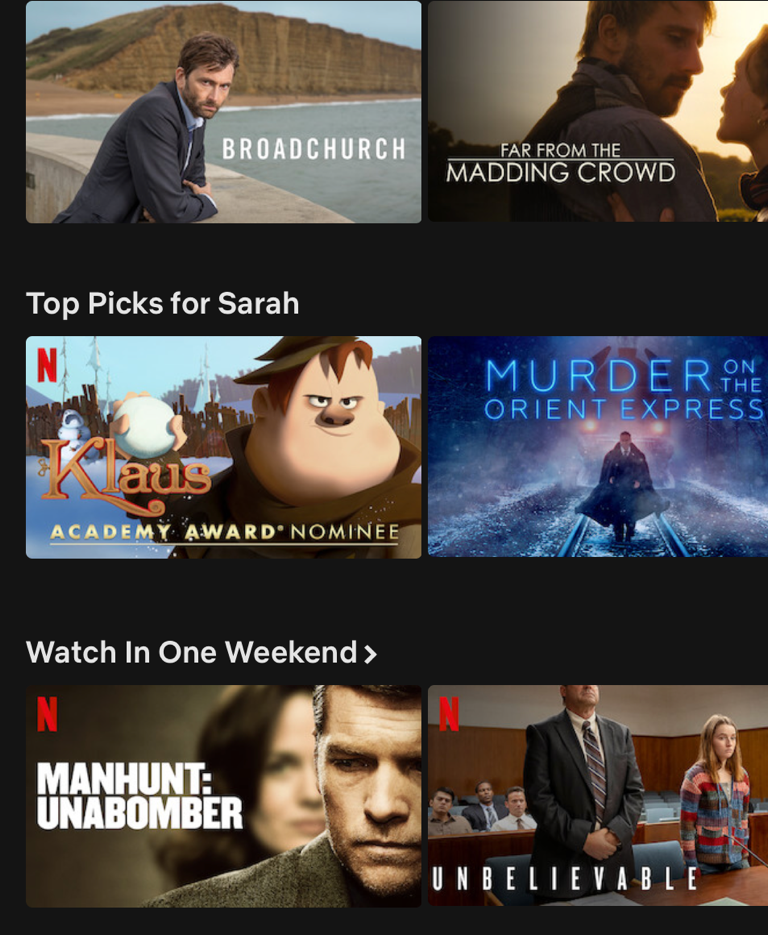 BROADCHURCH
FAR FROM THE
MADDING CROWD
Top Picks for Sarah
N
Klaus
ACADEMY AWARD® NOMINEE
MURDER ON THE
ORIENT EXPRESS
Watch In One Weekend >
N
MANHUNT:
UNABOMBER
N
UNBELIEVABLE